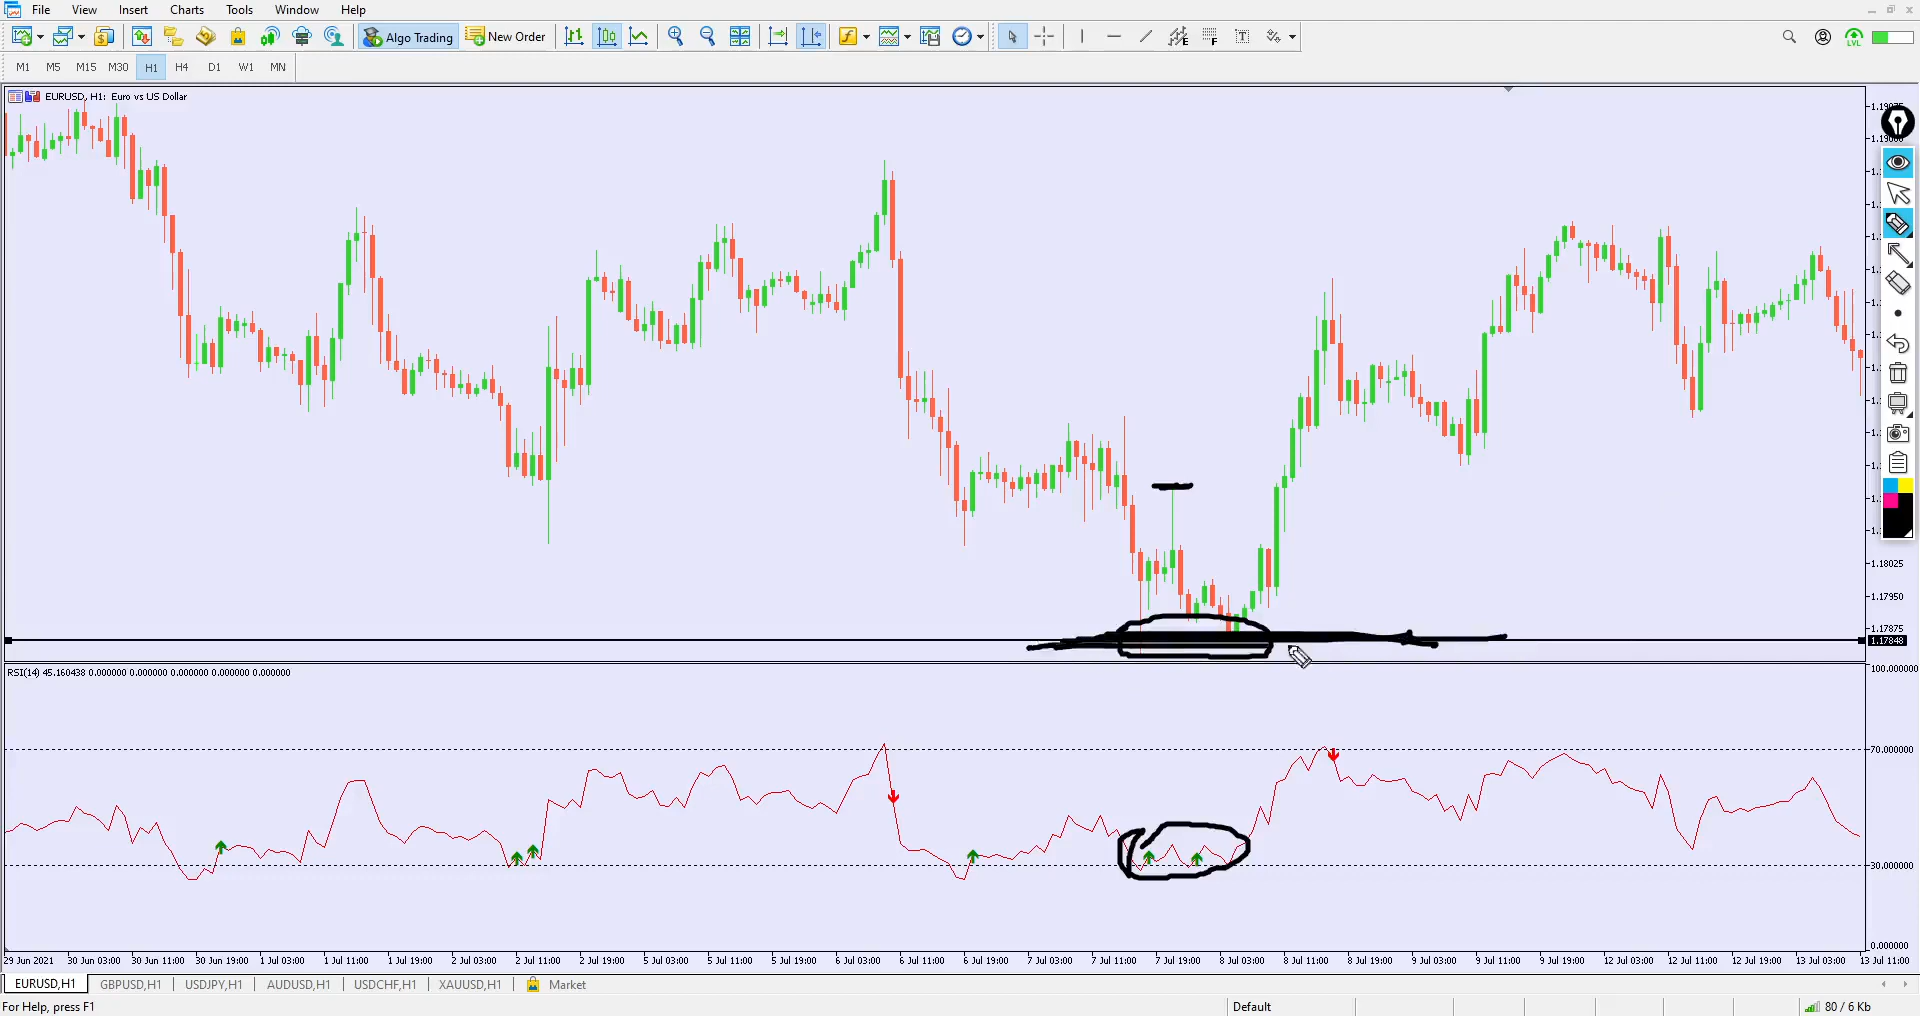 File View Insert Charts Tools Window Help
Algo Trading New Order
M1 M5 M15 M30 H1 H4 D1 W1 MN
LVL
EURUSD, H1: Euro vs US Dollar
1.18025
1.17950
1.17875
1.17848
RSI(14) 45.160438 0.000000 0.000000 0.000000 0.000000 0.000000
100.000000
70.000000
30.000000
0.000000
29 Jun 2021 30 Jun 03:00 30 Jun 11:00 30 Jun 19:00 1 Jul 03:00 1 Jul 11:00 1 Jul 19:00 2 Jul 03:00 2 Jul 11:00 2 Jul 19:00 5 Jul 03:00 5 Jul 11:00 5 Jul 19:00 6 Jul 03:00 6 Jul 11:00 6 Jul 19:00 7 Jul 03:00 7 Jul 11:00 7 Jul 19:00 8 Jul 03:00 8 Jul 11:00 8 Jul 19:00 9 Jul 03:00 9 Jul 11:00 9 Jul 19:00 12 Jul 03:00 12 Jul 11:00 12 Jul 19:00 13 Jul 03:00 13 Jul 11:00
EURUSD,H1 GBPUSD,H1 USDJPY,H1 AUDUSD,H1 USDCHF,H1 XAUUSD,H1 Market
For Help, press F1 Default 80 / 6 Kb